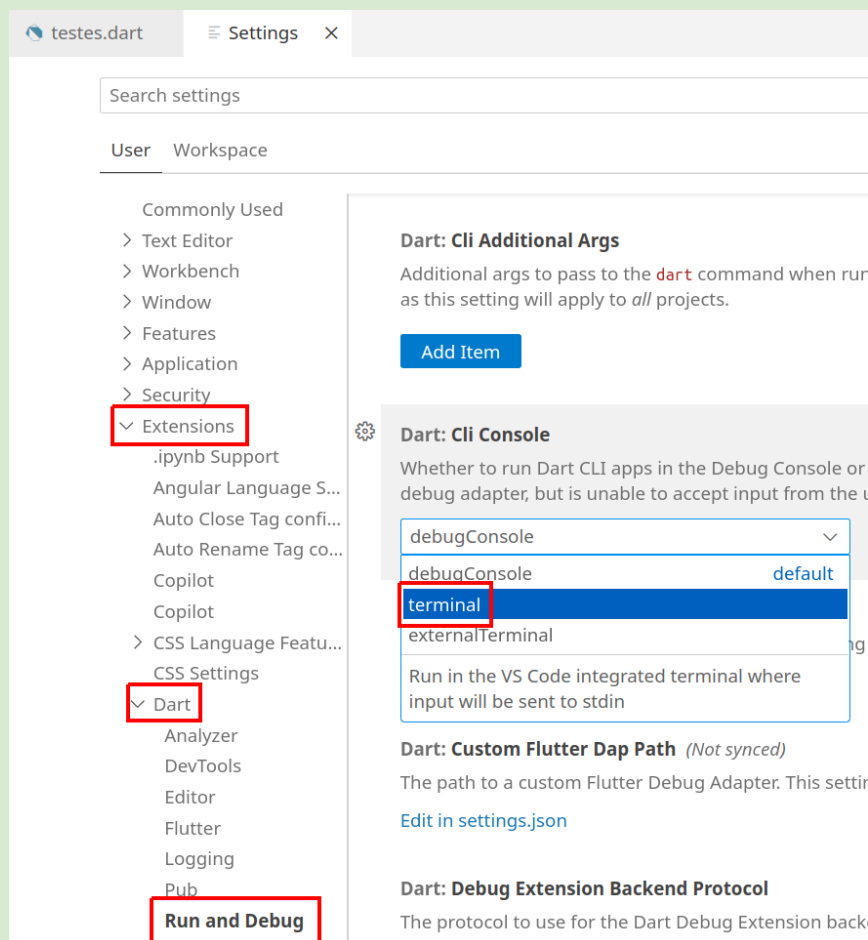 testes.dart
Settings
Search settings
User
Workspace
Commonly Used
Text Editor
Workbench
Window
Features
Application
Security
Extensions
.ipynb Support
Angular Language S...
Auto Close Tag confi...
Auto Rename Tag co...
Copilot
Copilot
CSS Language Featu...
CSS Settings
Dart
Analyzer
DevTools
Editor
Flutter
Logging
Pub
Run and Debug
Dart: Cli Additional Args
Additional args to pass to the dart command when run
as this setting will apply to all projects.
Add Item
Dart: Cli Console
Whether to run Dart CLI apps in the Debug Console or
debug adapter, but is unable to accept input from the
debugConsole
debugConsole default
terminal
externalTerminal
Run in the VS Code integrated terminal where
input will be sent to stdin
Dart: Custom Flutter Dap Path (Not synced)
The path to a custom Flutter Debug Adapter. This
Edit in settings.json
Dart: Debug Extension Backend Protocol
The protocol to use for the Dart Debug Extension